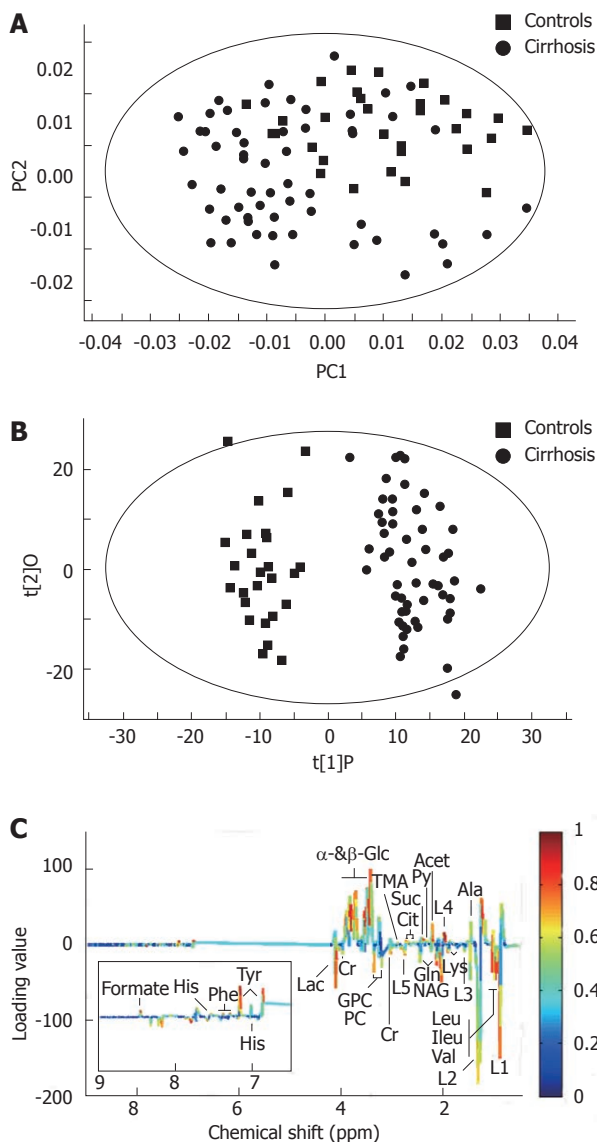 A
Controls
Cirrhosis
0.02
0.01
0.00
-0.01
-0.02
PC2
-0.04 -0.03 -0.02 -0.01 0.00 0.01 0.02 0.03 0.04
PC1
B
Controls
Cirrhosis
20
0
-20
t[2]O
-30 -20 -10 0 10 20 30
t[1]P
C
α-&β-Glc
Acet
Py
TMA
Suc
Cit
L4
Ala
100
0
-100
-200
Loading value
Lac
Cr
GPC
PC
Cr
L5
Gln
NAG
Lys
L3
Leu
Ileu
Val
L2
L1
Formate
His
Phe
Tyr
His
9 8 7
8 6 4 2
Chemical shift (ppm)
1
0.8
0.6
0.4
0.2
0